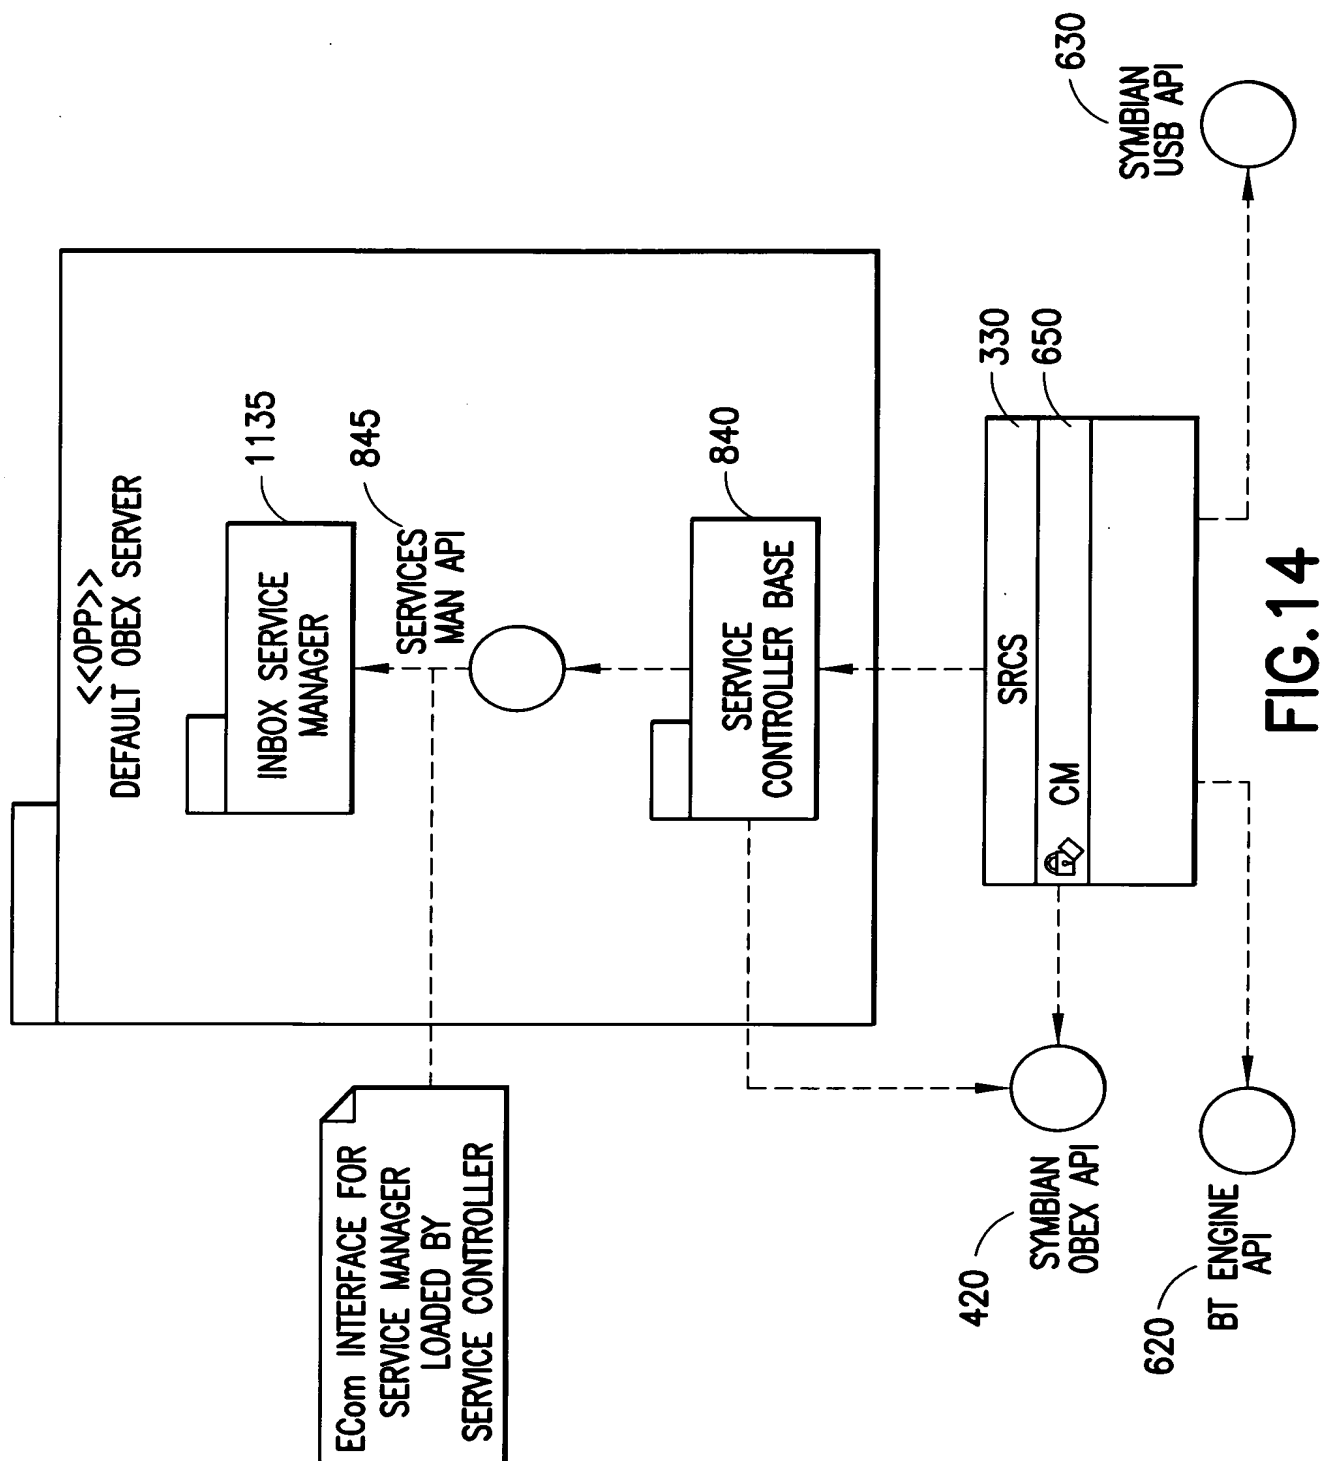 <<OPP>>
DEFAULT OBEX SERVER
ECom INTERFACE FOR
SERVICE MANAGER
LOADED BY
SERVICE CONTROLLER
INBOX SERVICE
MANAGER
1135
SERVICES
MAN API
845
SERVICE
CONTROLLER BASE
840
420
SYMBIAN
OBEX API
SRCS
330
CM
650
620
BT ENGINE
API
SYMBIAN
USB API
630
FIG.14